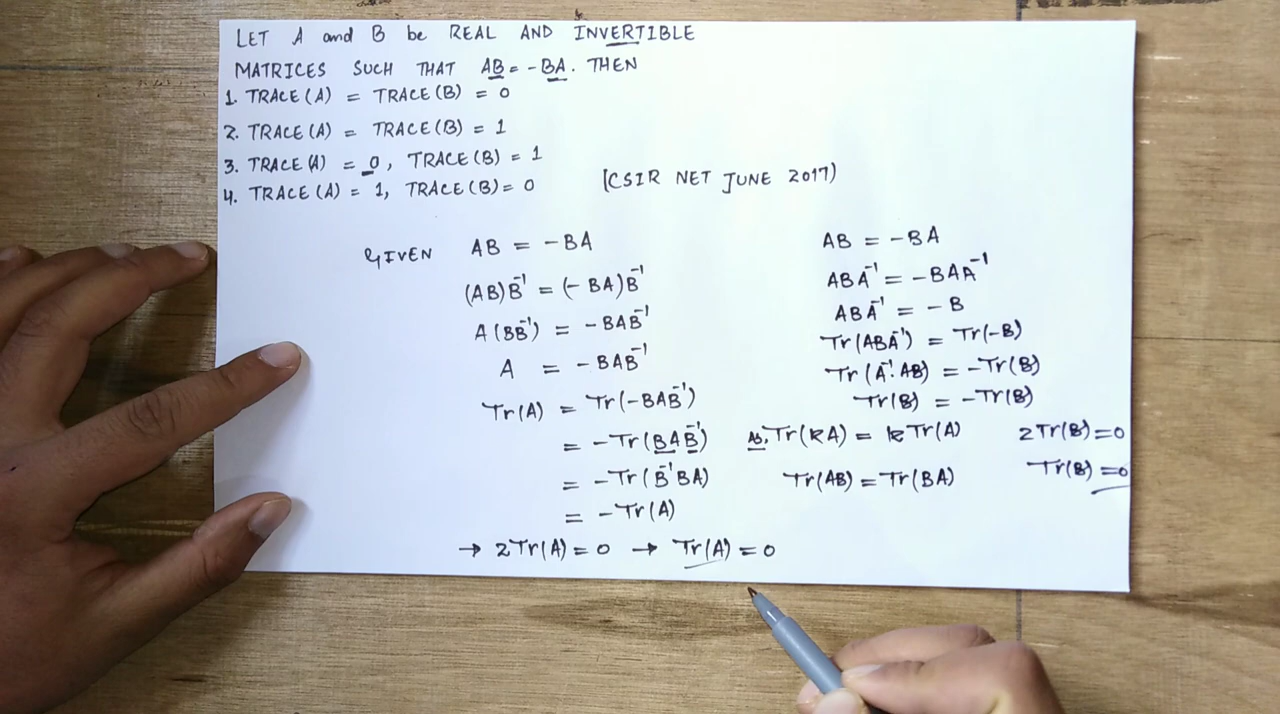 LET A and B be REAL AND INVERTIBLE
MATRICES SUCH THAT AB = -BA. THEN
1. TRACE(A) = TRACE(B) = 0
2. TRACE(A) = TRACE(B) = 1
3. TRACE(A) = 0, TRACE(B) = 1
4. TRACE(A) = 1, TRACE(B) = 0
[CSIR NET JUNE 2017)
GIVEN AB = -BA
(AB)B⁻¹ = (-BA)B⁻¹
A(BB⁻¹) = -BAB⁻¹
A = -BAB⁻¹
Tr(A) = Tr(-BAB⁻¹)
= -Tr(BAB⁻¹)
= -Tr(B⁻¹BA)
= -Tr(A)
→ 2Tr(A) = 0 → Tr(A) = 0
AB = -BA
ABA⁻¹ = -BAA⁻¹
ABA⁻¹ = -B
Tr(ABA⁻¹) = Tr(-B)
Tr(A⁻¹.AB) = -Tr(B)
Tr(B) = -Tr(B)
As, Tr(kA) = k Tr(A)
Tr(AB) = Tr(BA)
2Tr(B) = 0
Tr(B) = 0